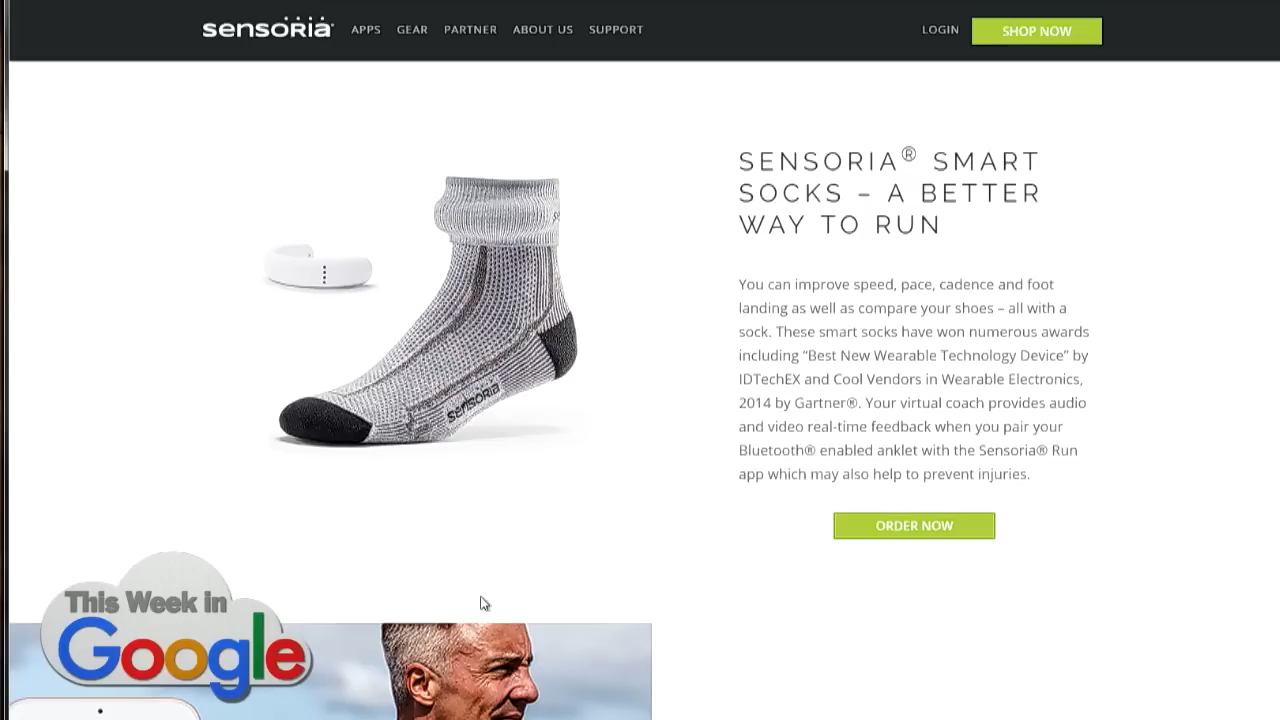 sensoria APPS GEAR PARTNER ABOUT US SUPPORT LOGIN SHOP NOW
SENSORIA® SMART
SOCKS – A BETTER
WAY TO RUN
You can improve speed, pace, cadence and foot
landing as well as compare your shoes – all with a
sock. These smart socks have won numerous awards
including “Best New Wearable Technology Device” by
IDTechEX and Cool Vendors in Wearable Electronics,
2014 by Gartner®. Your virtual coach provides audio
and video real-time feedback when you pair your
Bluetooth® enabled anklet with the Sensoria® Run
app which may also help to prevent injuries.
ORDER NOW
sensoria
This Week in
Google